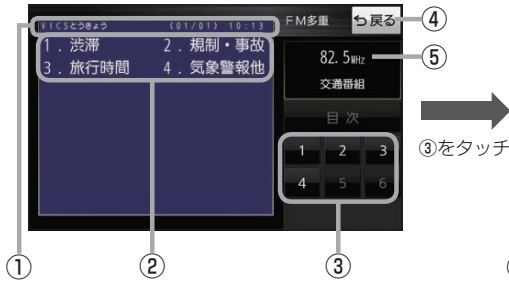 VICSとうきょう (01/01) 10:13 FM多重 戻る ④
1．渋滞 2．規制・事故
3．旅行時間 4．気象警報他
82.5MHz ⑤
交通番組
目次
1 2 3
4 5 6
③をタッチ
① ② ③